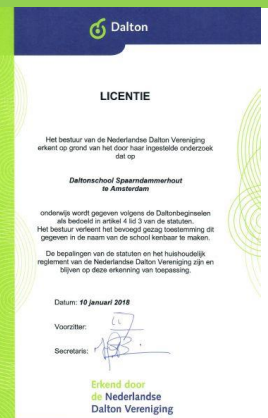 Dalton
LICENTIE
Het bestuur van de Nederlandse Dalton Vereniging
erkent op grond van het door haar ingestelde onderzoek
dat op
Daltonschool Spaarndammerhout
te Amsterdam
onderwijs wordt gegeven volgens de Daltonbeginselen
als bedoeld in artikel 4 lid 3 van de statuten.
Het bestuur verleent het bevoegd gezag toestemming dit
gegeven in de naam van de school kenbaar te maken.
De bepalingen van de statuten en het huishoudelijk
reglement van de Nederlandse Dalton Vereniging zijn en
blijven op deze erkenning van toepassing.
Datum: 10 januari 2018
Voorzitter:
Secretaris:
Erkend door
de Nederlandse
Dalton Vereniging